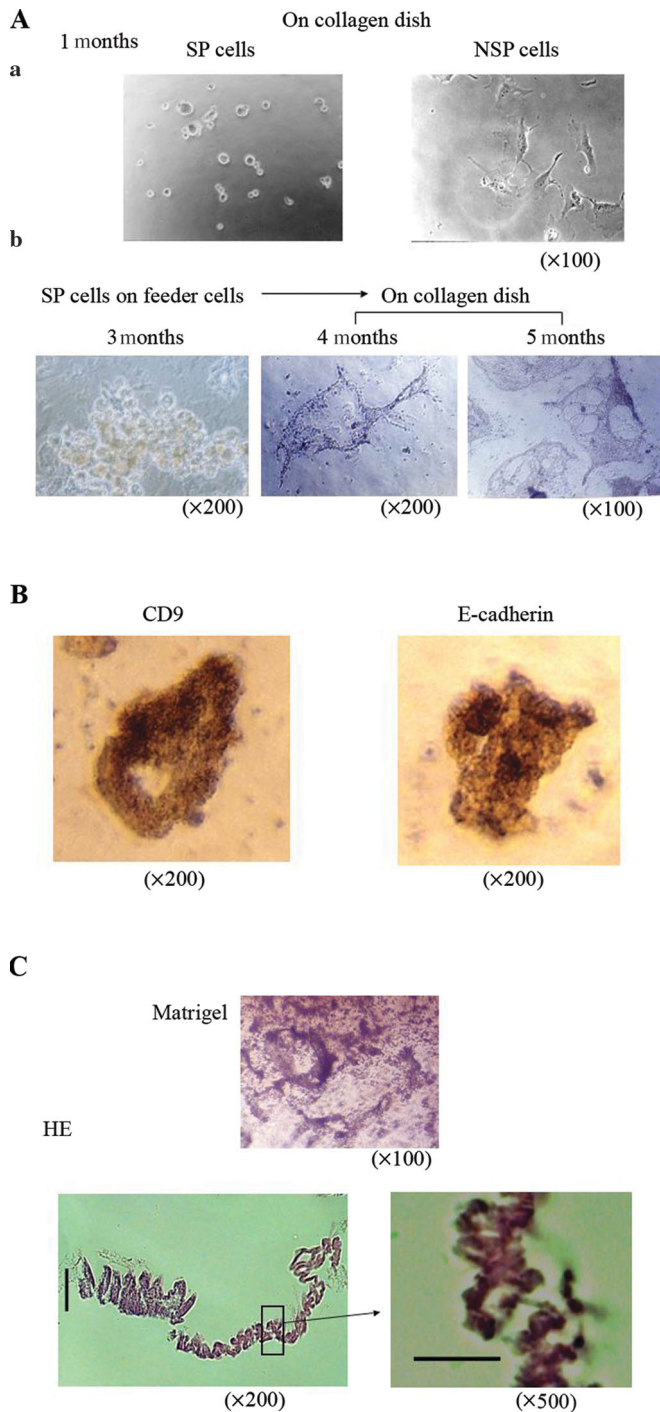 A
On collagen dish
1 months
SP cells
NSP cells
a
(×100)
b
SP cells on feeder cells
On collagen dish
3 months
4 months
5 months
(×200)
(×200)
(×100)
B
CD9
E-cadherin
(×200)
(×200)
C
Matrigel
(×100)
HE
(×200)
(×500)